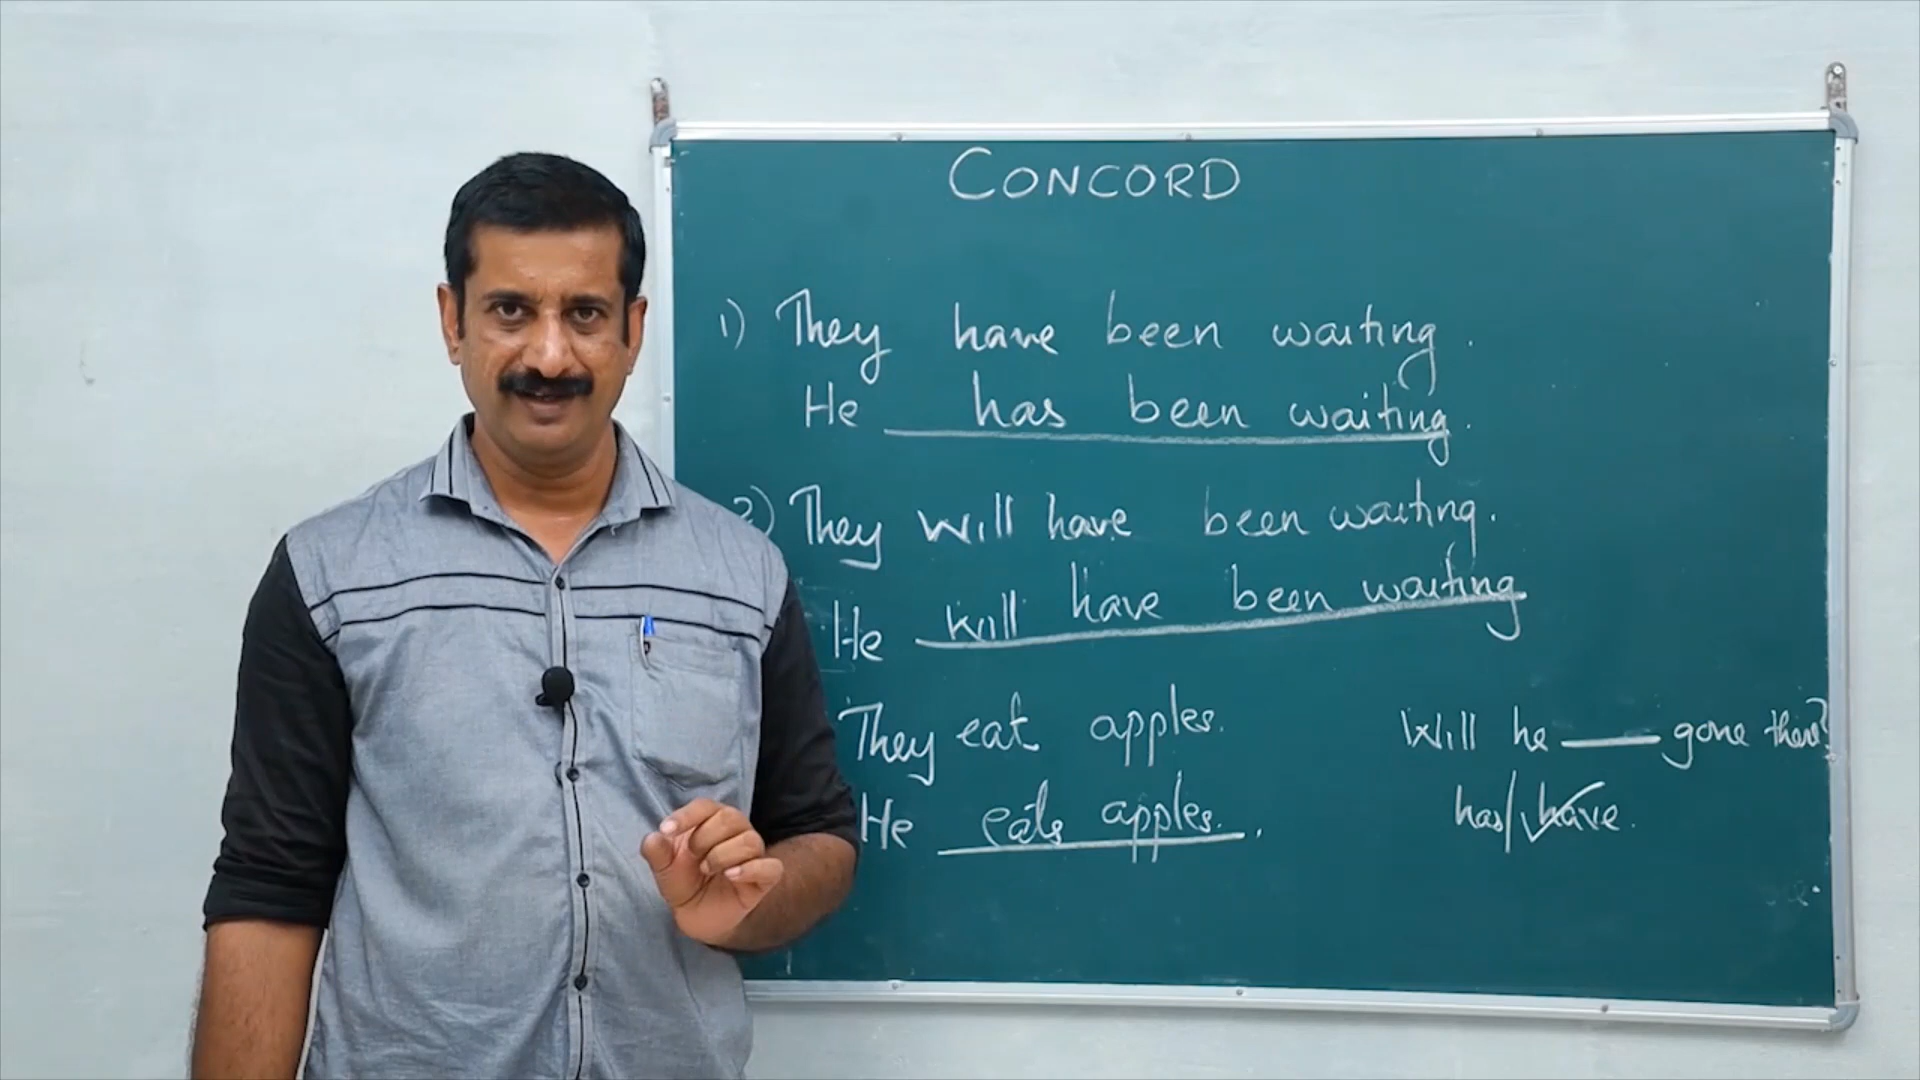 CONCORD
1) They have been waiting.
He has been waiting.
2) They will have been waiting.
He will have been waiting
They eat apples.
He eats apples. .
Will he ___ gone there?
has/have.